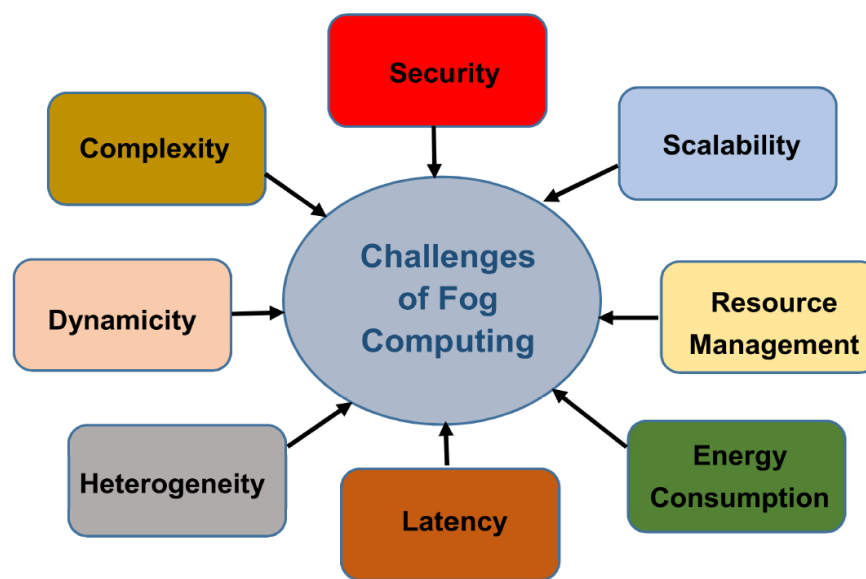 Security
Complexity
Scalability
Challenges
of Fog
Computing
Dynamicity
Resource
Management
Heterogeneity
Latency
Energy
Consumption